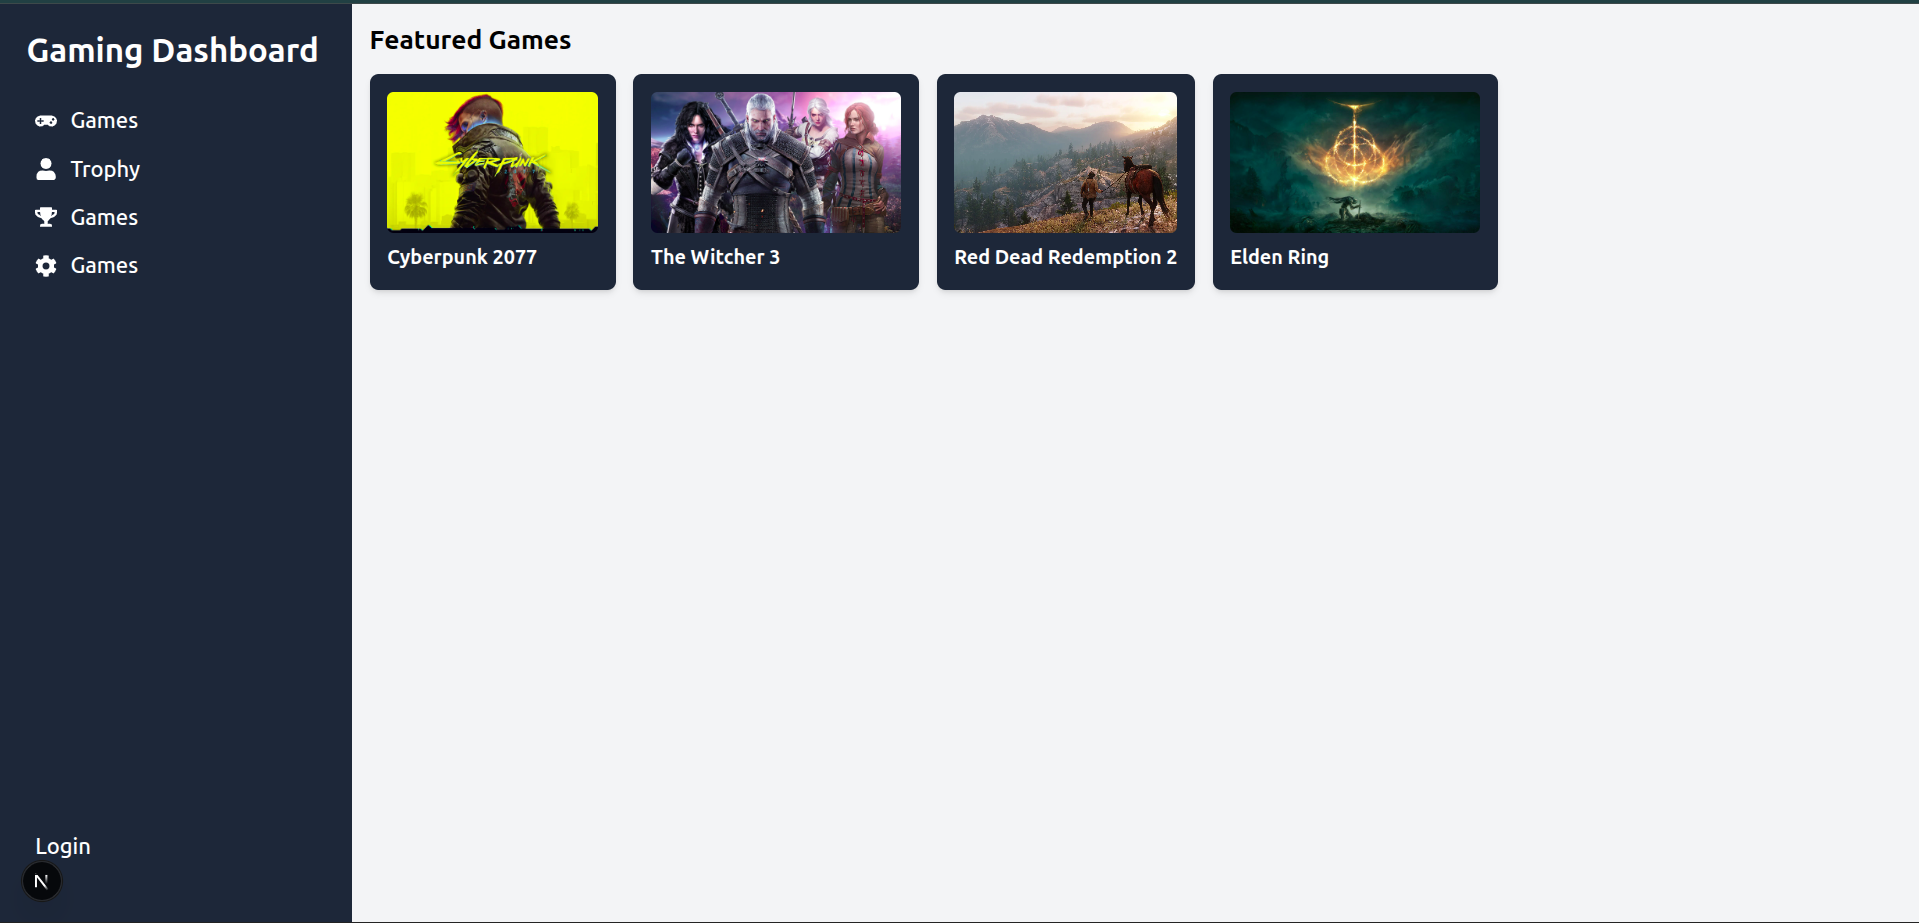 Gaming Dashboard
Games
Trophy
Games
Games
Login
N
Featured Games
CYBERPUNK
Cyberpunk 2077
The Witcher 3
Red Dead Redemption 2
Elden Ring